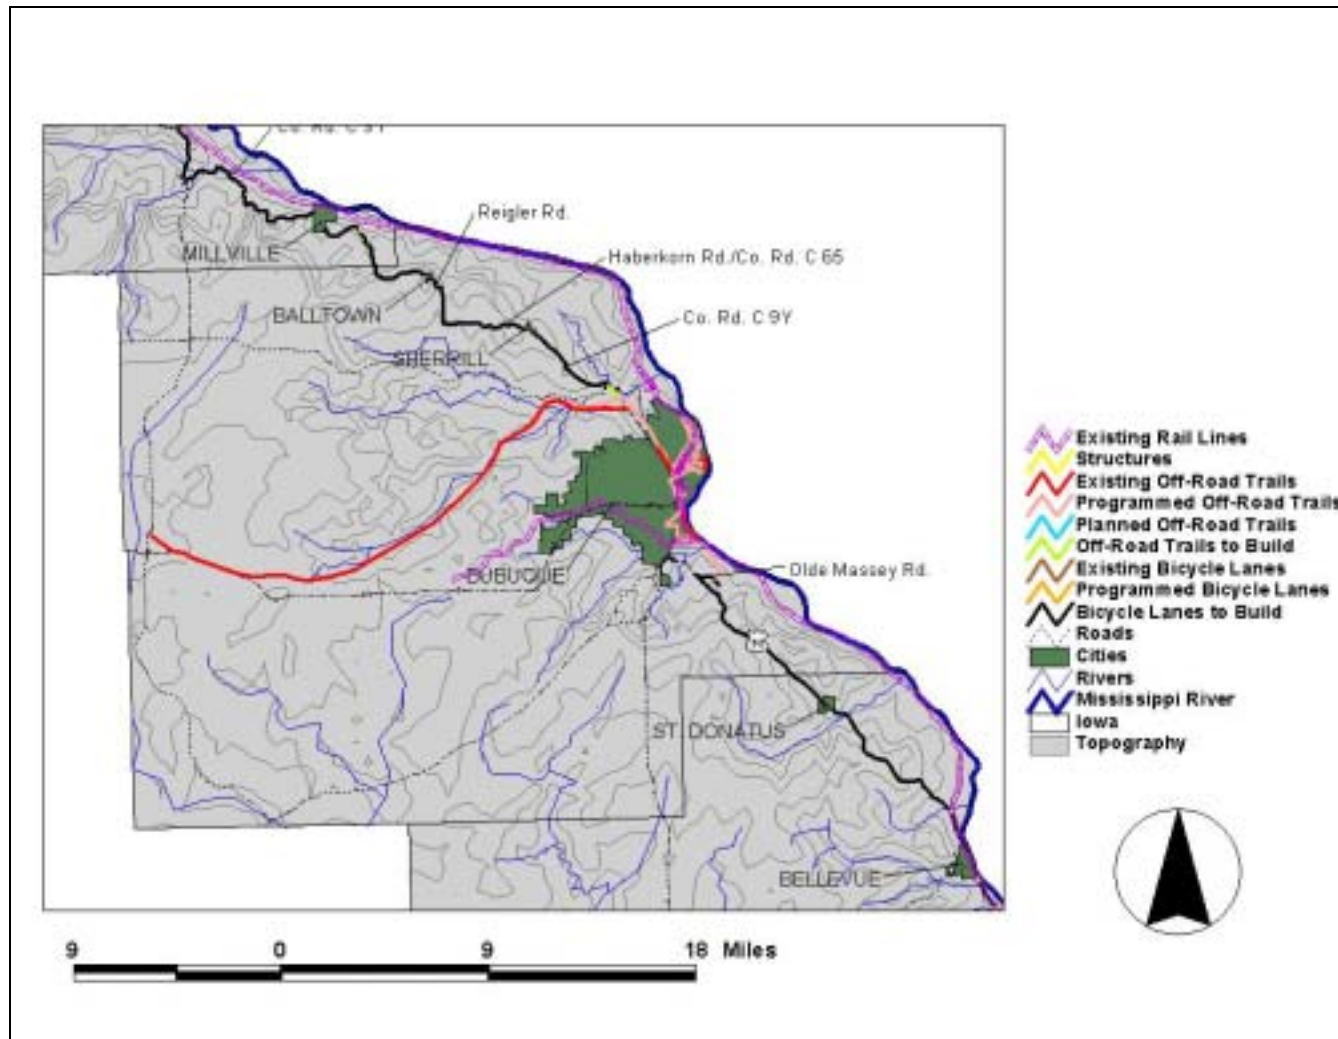 Reigler Rd.
MILLVILLE
Haberkorn Rd./Co. Rd. C 65
BALLTOWN
Co. Rd. C 9Y
SHERRILL
DUBUQUE
Olde Massey Rd.
ST. DONATUS
BELLEVUE
Existing Rail Lines
Structures
Existing Off-Road Trails
Programmed Off-Road Trails
Planned Off-Road Trails
Off-Road Trails to Build
Existing Bicycle Lanes
Programmed Bicycle Lanes
Bicycle Lanes to Build
Roads
Cities
Rivers
Mississippi River
Iowa
Topography
9 0 9 18 Miles